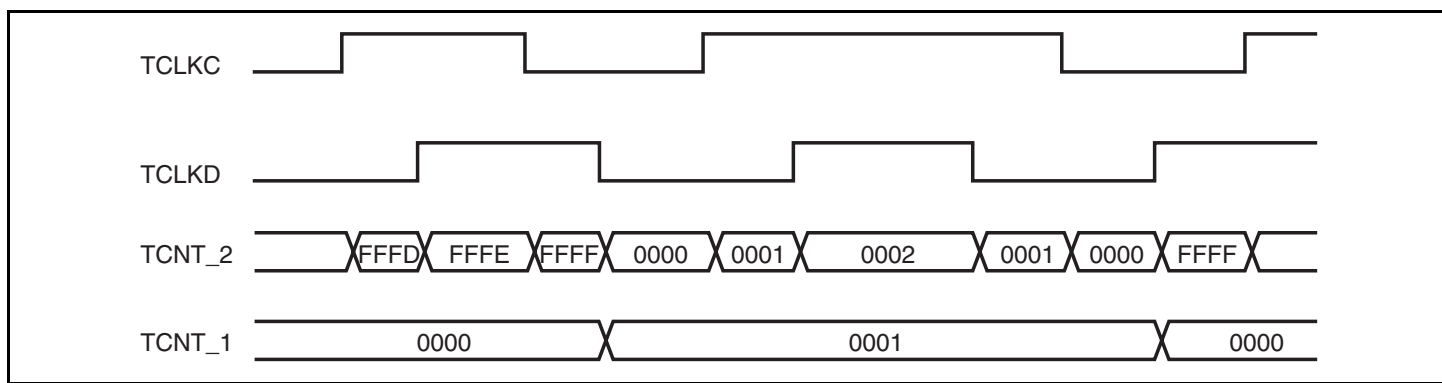 TCLKC
TCLKD
TCNT_2 FFFD FFFE FFFF 0000 0001 0002 0001 0000 FFFF
TCNT_1 0000 0001 0000